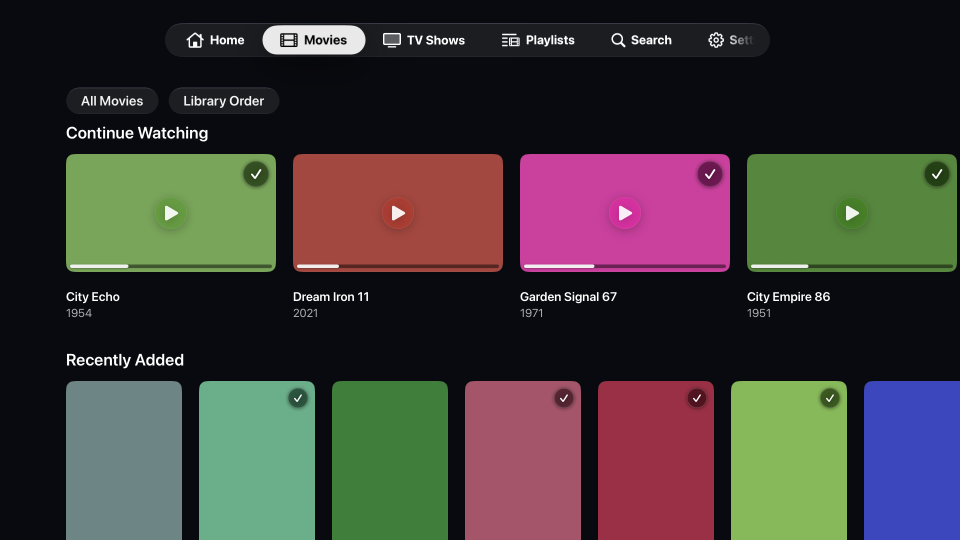 Home Movies TV Shows Playlists Search
All Movies Library Order
Continue Watching
City Echo Dream Iron 11 Garden Signal 67 City Empire 86
1954 2021 1971 1951
Recently Added